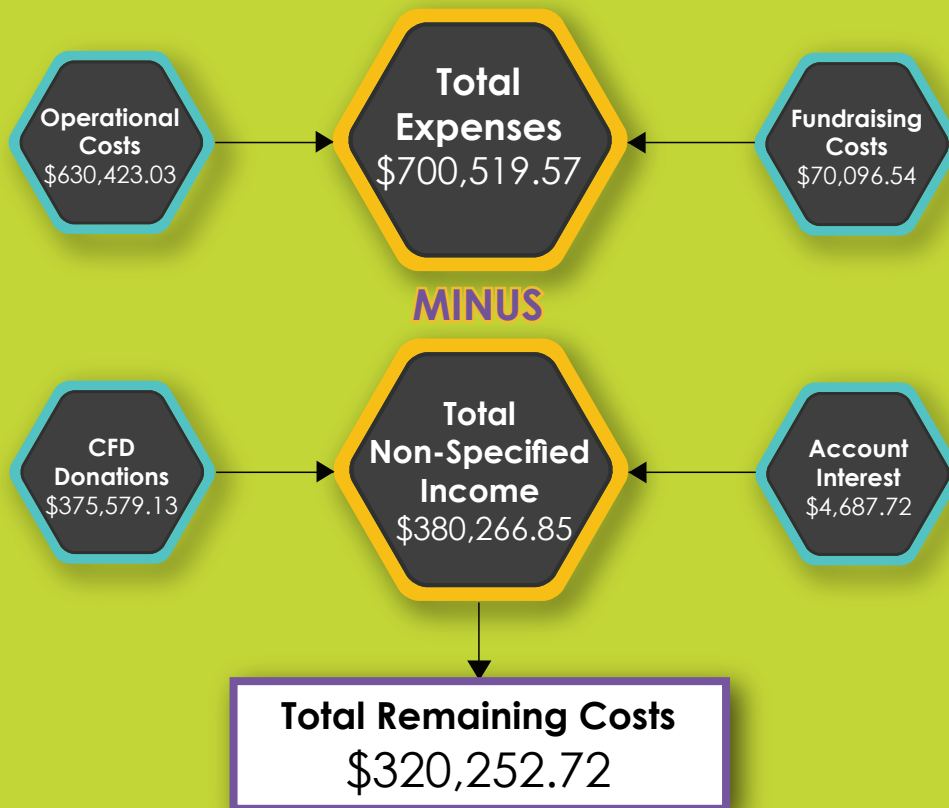 Total
Expenses
$700,519.57
Operational
Costs
$630,423.03
Fundraising
Costs
$70,096.54
MINUS
Total
Non-Specified
Income
$380,266.85
CFD
Donations
$375,579.13
Account
Interest
$4,687.72
Total Remaining Costs
$320,252.72